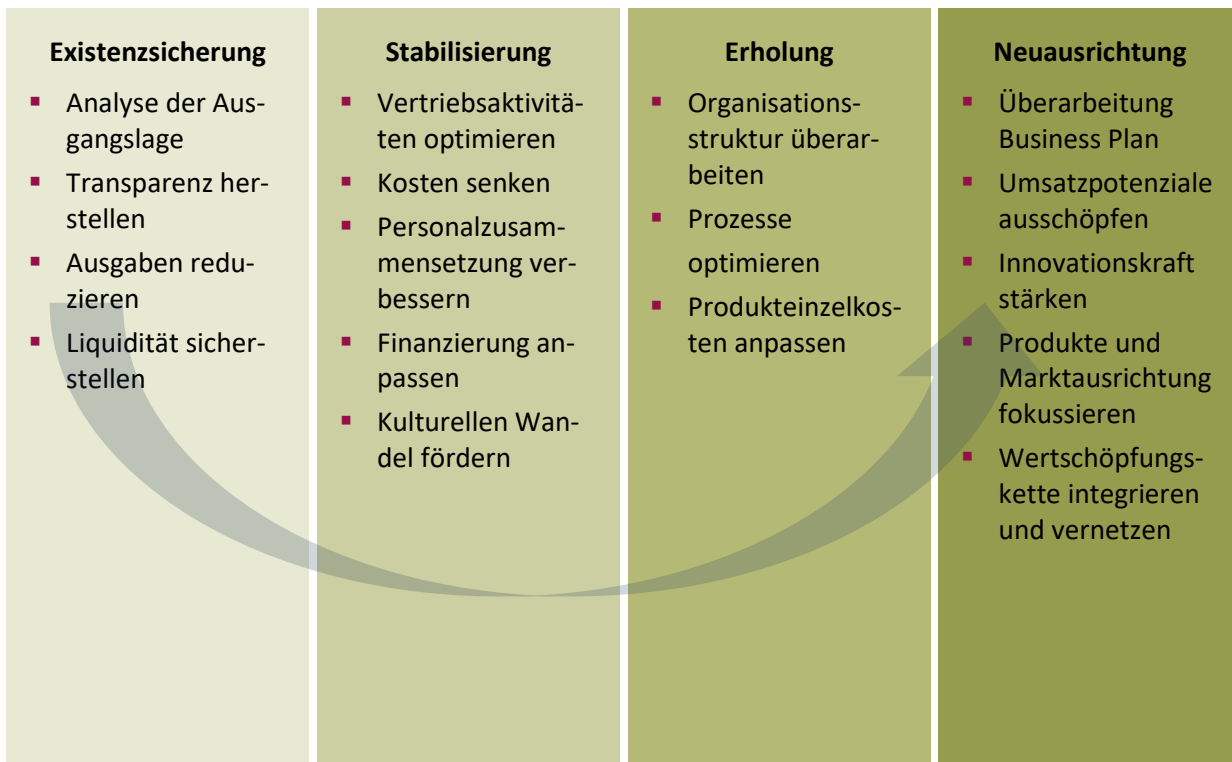 Existenzsicherung
▪ Analyse der Aus-
gangslage
▪ Transparenz her-
stellen
▪ Ausgaben redu-
zieren
▪ Liquidität sicher-
stellen
Stabilisierung
▪ Vertriebsaktivitä-
ten optimieren
▪ Kosten senken
▪ Personalzusam-
mensetzung ver-
bessern
▪ Finanzierung an-
passen
▪ Kulturellen Wan-
del fördern
Erholung
▪ Organisations-
struktur überar-
beiten
▪ Prozesse
optimieren
▪ Produkteinzelkos-
ten anpassen
Neuausrichtung
▪ Überarbeitung
Business Plan
▪ Umsatzpotenziale
ausschöpfen
▪ Innovationskraft
stärken
▪ Produkte und
Marktausrichtung
fokussieren
▪ Wertschöpfungs-
kette integrieren
und vernetzen